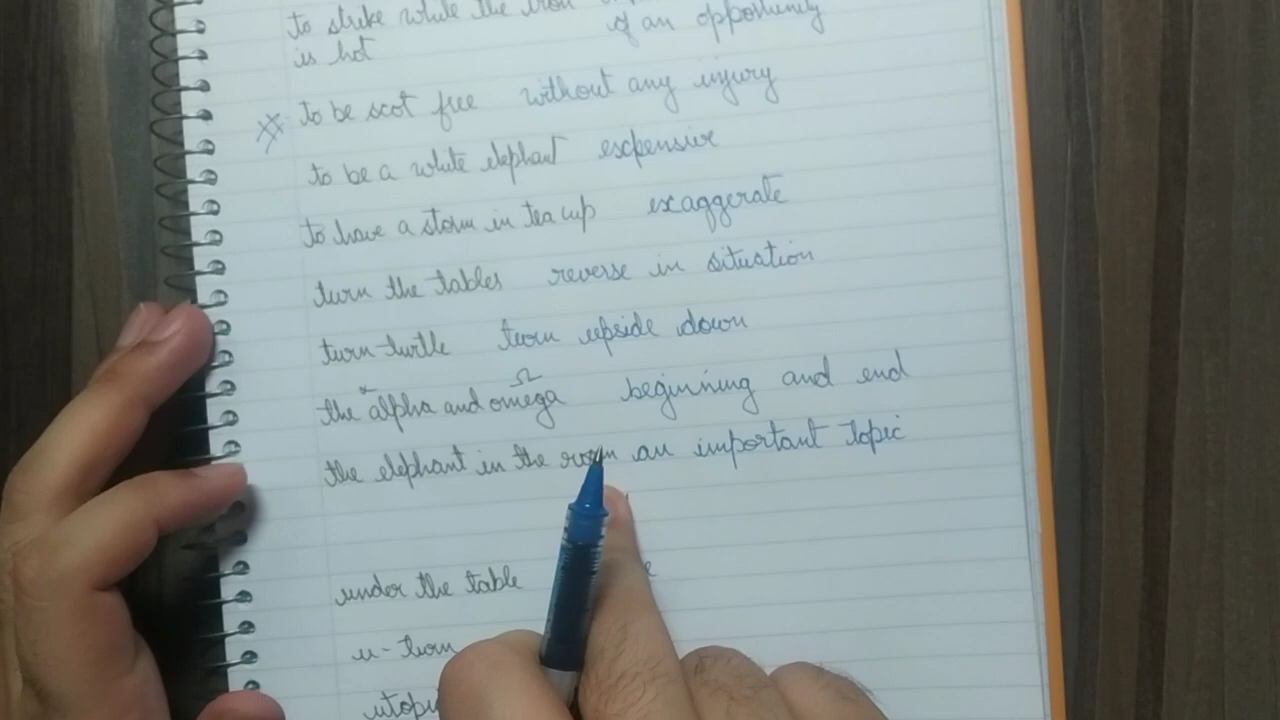 to strike while the iron
of an opportunity
is hot
to be scot free without any injury
to be a white elephant expensive
to have a storm in tea cup exaggerate
turn the tables reverse in situation
turn-turtle turn upside down
α Ω
the alpha and omega beginning and end
the elephant in the room an important topic
under the table
u-turn